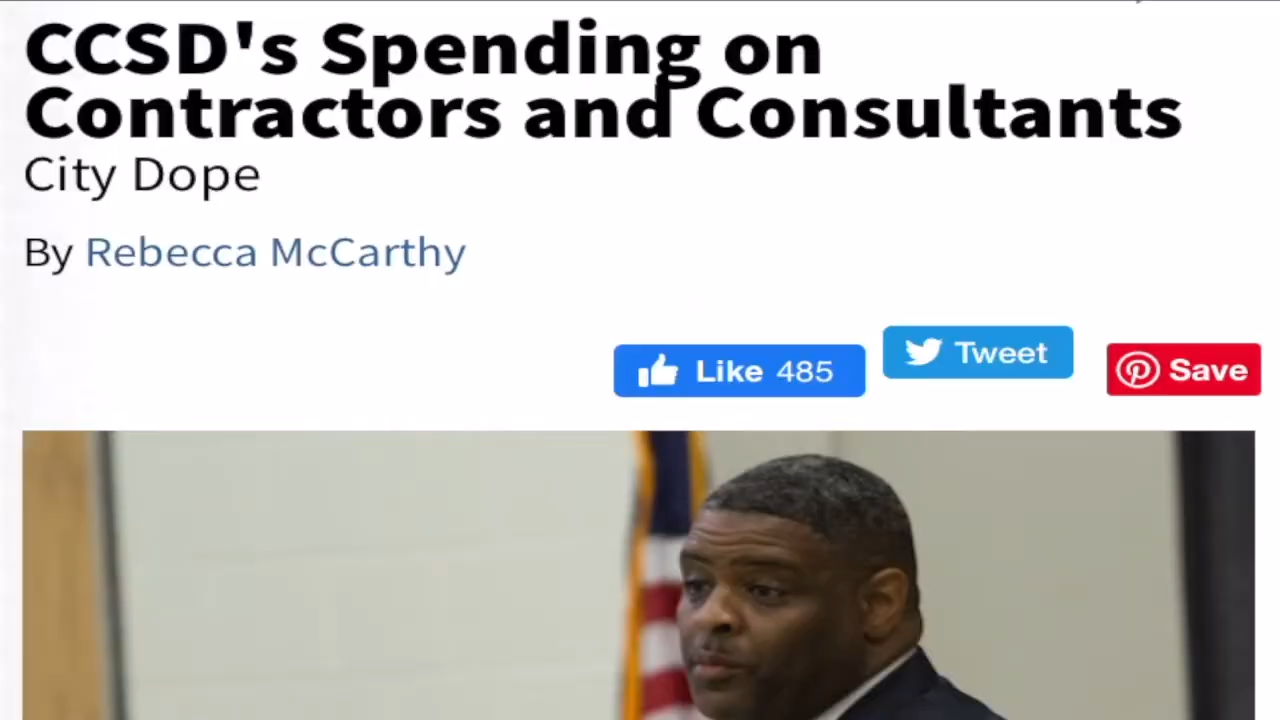 CCSD's Spending on
Contractors and Consultants
City Dope
By Rebecca McCarthy
Like 485
Tweet
Save